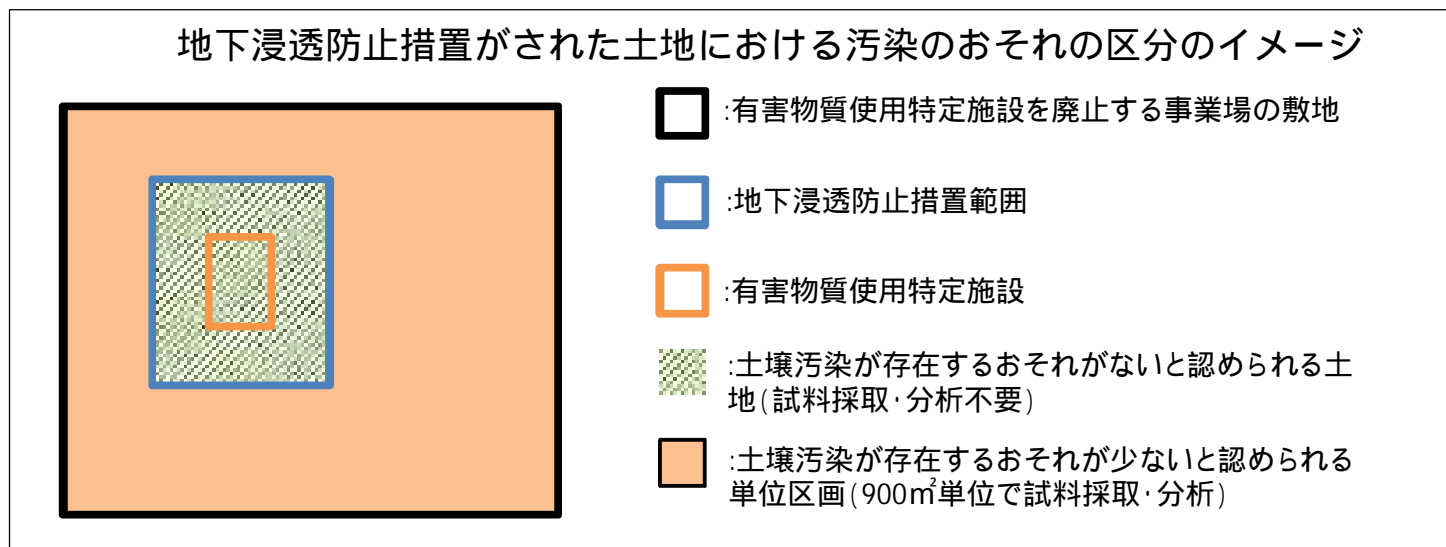 地下浸透防止措置がされた土地における汚染のおそれの区分のイメージ
:有害物質使用特定施設を廃止する事業場の敷地
:地下浸透防止措置範囲
:有害物質使用特定施設
:土壌汚染が存在するおそれがないと認められる土
地(試料採取・分析不要)
:土壌汚染が存在するおそれが少ないと認められる
単位区画(900㎡単位で試料採取・分析)